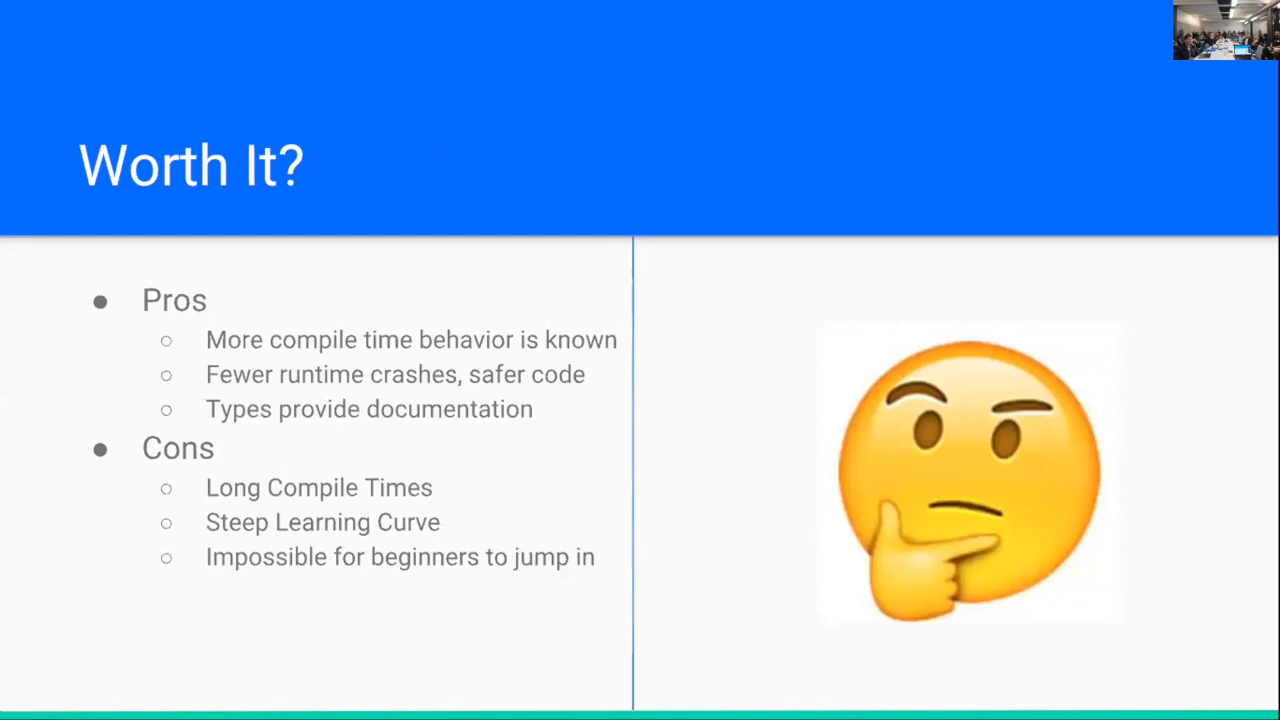 Worth It?
● Pros
○ More compile time behavior is known
○ Fewer runtime crashes, safer code
○ Types provide documentation
● Cons
○ Long Compile Times
○ Steep Learning Curve
○ Impossible for beginners to jump in